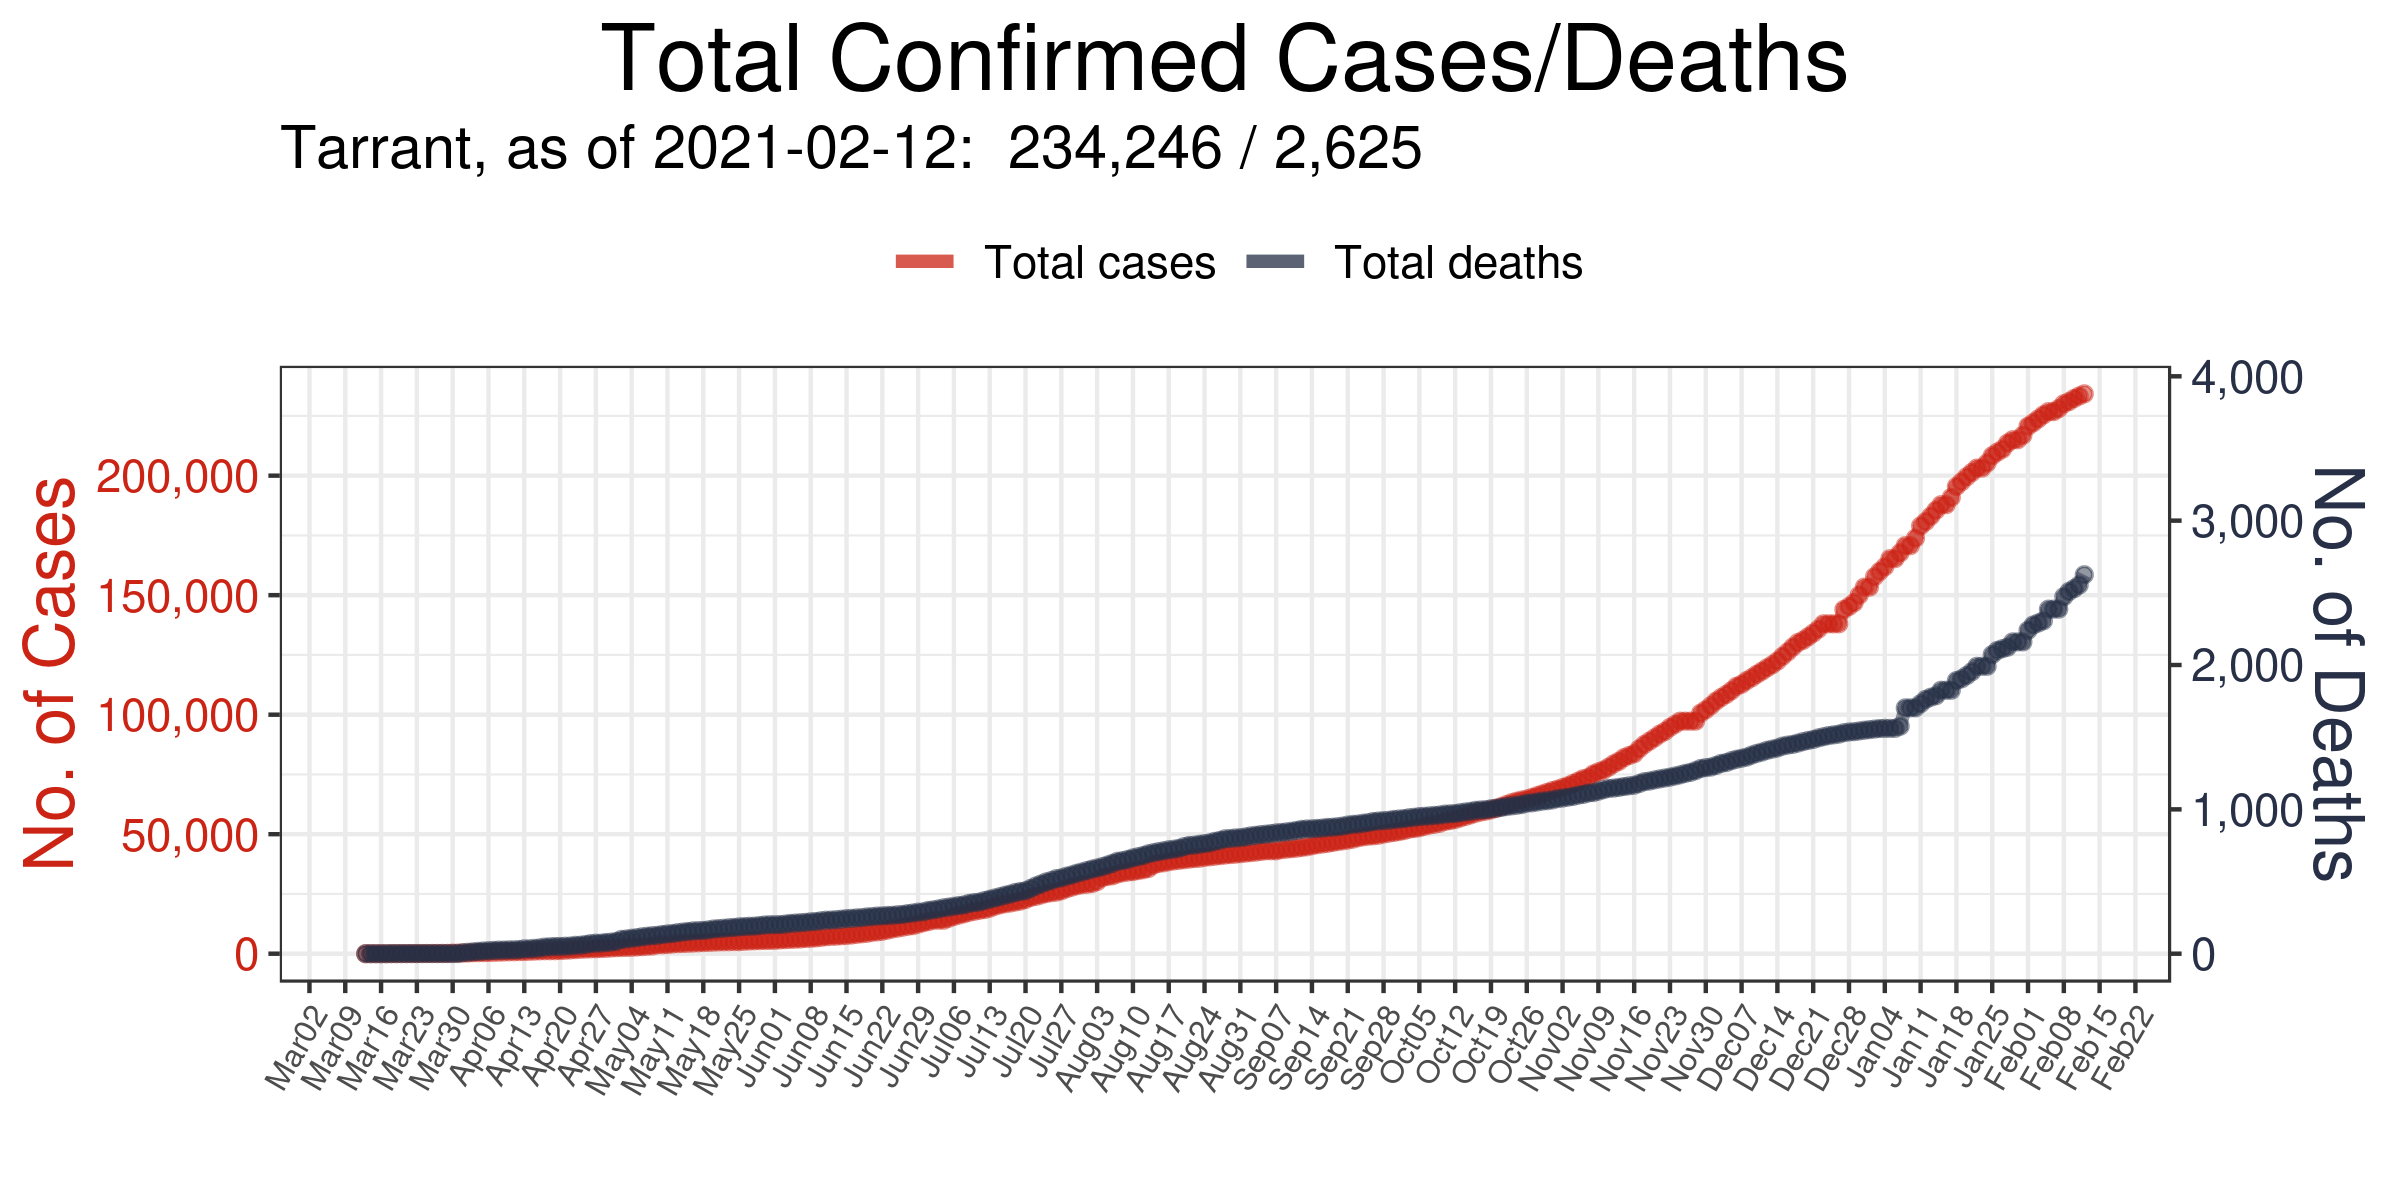 Total Confirmed Cases/Deaths
Tarrant, as of 2021-02-12:  234,246 / 2,625
Total cases
Total deaths
No. of Cases
200,000
150,000
100,000
50,000
0
4,000
3,000
2,000
1,000
0
No. of Deaths
Mar02
Mar09
Mar16
Mar23
Mar30
Apr06
Apr13
Apr20
Apr27
May04
May11
May18
May25
Jun01
Jun08
Jun15
Jun22
Jun29
Jul06
Jul13
Jul20
Jul27
Aug03
Aug10
Aug17
Aug24
Aug31
Sep07
Sep14
Sep21
Sep28
Oct05
Oct12
Oct19
Oct26
Nov02
Nov09
Nov16
Nov23
Nov30
Dec07
Dec14
Dec21
Dec28
Jan04
Jan11
Jan18
Jan25
Feb01
Feb08
Feb15
Feb22